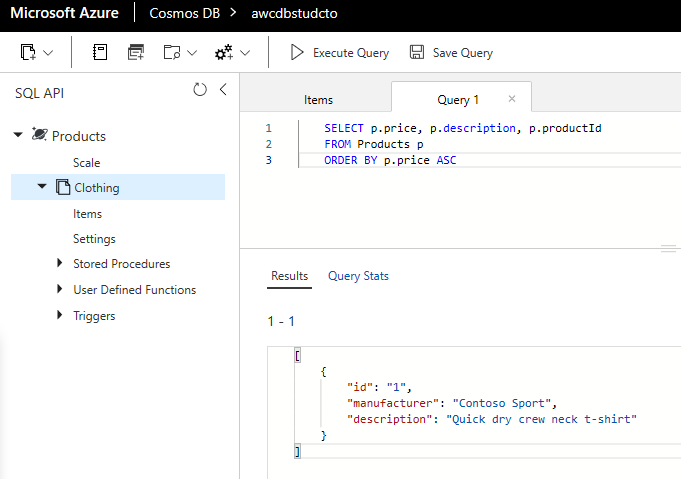 Microsoft Azure Cosmos DB > awcdbstudcto
Execute Query Save Query
SQL API
Products
Scale
Clothing
Items
Settings
Stored Procedures
User Defined Functions
Triggers
Items Query 1 ×
1 SELECT p.price, p.description, p.productId
2 FROM Products p
3 ORDER BY p.price ASC
Results Query Stats
1 - 1
[
{
"id": "1",
"manufacturer": "Contoso Sport",
"description": "Quick dry crew neck t-shirt"
}
]